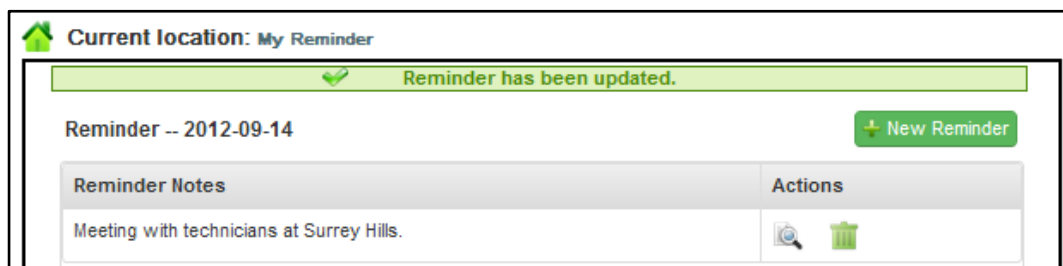 Current location: My Reminder
Reminder has been updated.
Reminder -- 2012-09-14
New Reminder
Reminder Notes Actions
Meeting with technicians at Surrey Hills.